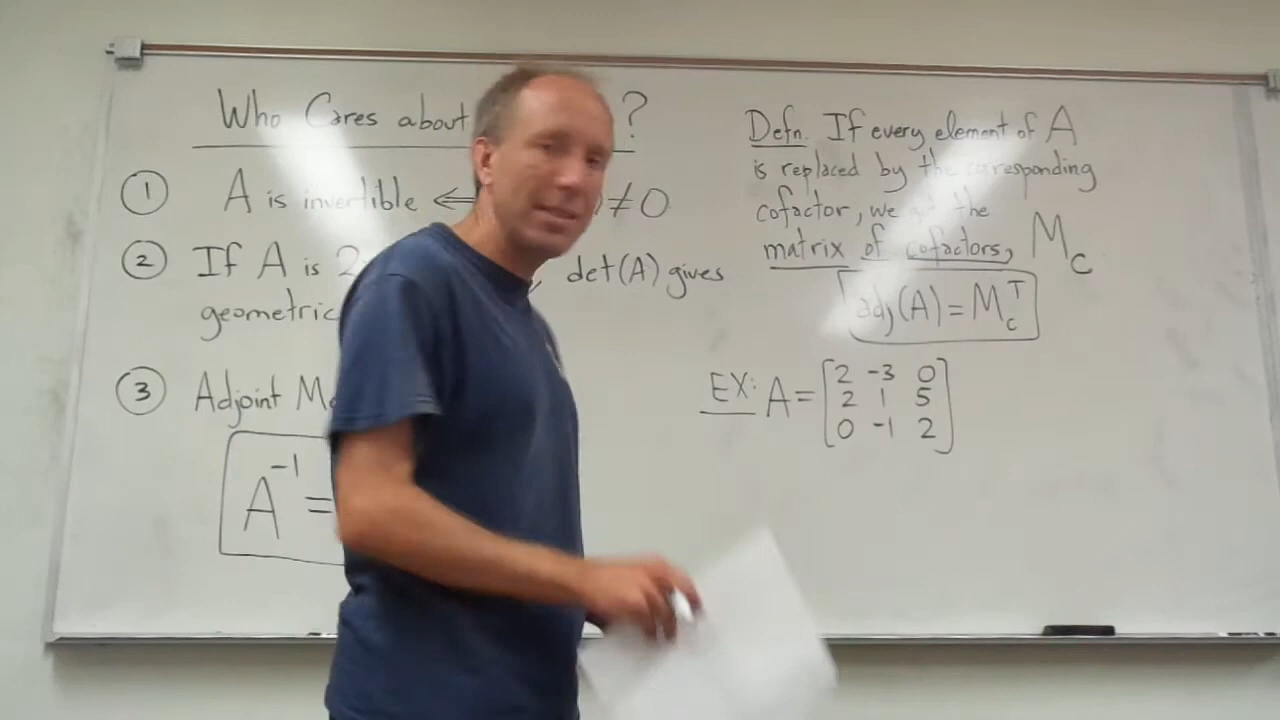 Who Cares about ?
① A is invertible ⇐ ≠0
② If A is 2 , det(A) gives
geometric
③ Adjoint
A⁻¹ =
Defn. If every element of A
is replaced by the corresponding
cofactor, we the
matrix of cofactors, M_c
adj(A) = M_c^T
EX: A = [2 -3 0
2 1 5
0 -1 2]